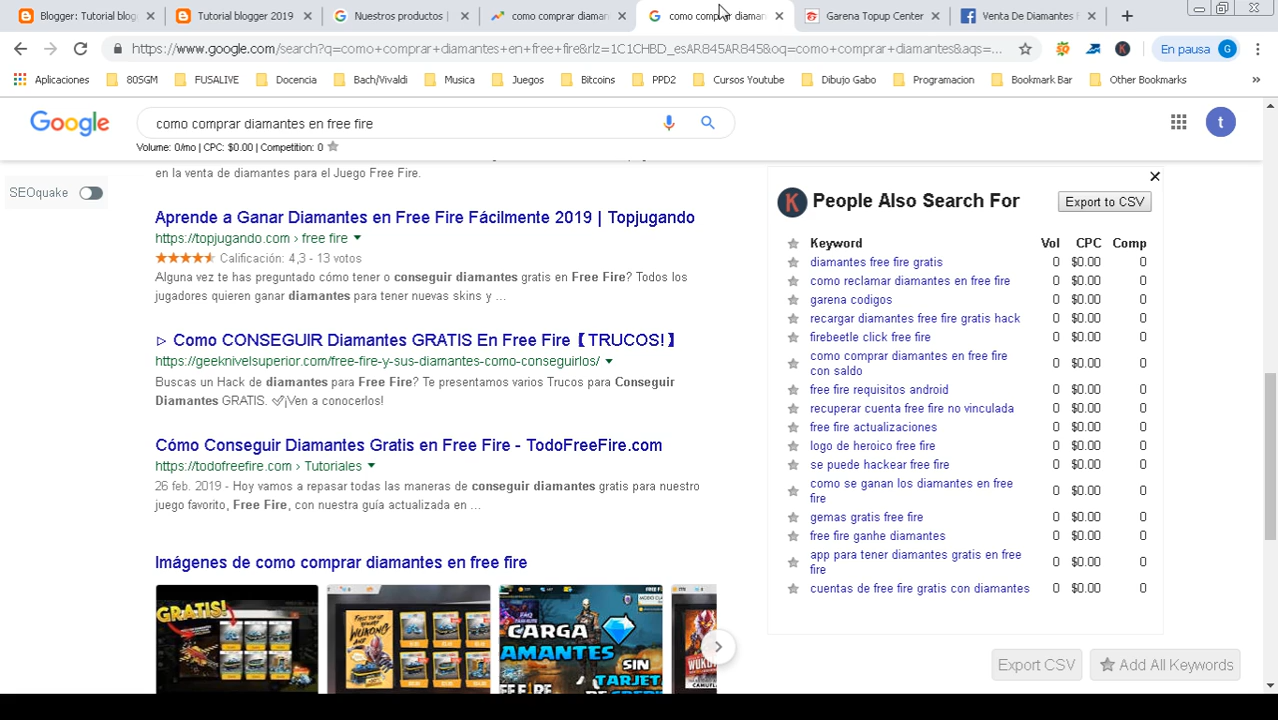 Blogger: Tutorial blog
Tutorial blogger 2019
Nuestros productos |
como comprar diaman
como comprar diaman
Garena Topup Center
Venta De Diamantes F
https://www.google.com/search?q=como+comprar+diamantes+en+free+fire&rlz=1C1CHBD_esAR845AR845&oq=como+comprar+diamantes&aqs=...
En pausa G
Aplicaciones
80SGM
FUSALIVE
Docencia
Bach/Vivaldi
Musica
Juegos
Bitcoins
PPD2
Cursos Youtube
Dibujo Gabo
Programacion
Bookmark Bar
Other Bookmarks
»
Google
como comprar diamantes en free fire
t
Volume: 0/mo | CPC: $0.00 | Competition: 0
SEOquake
en la venta de diamantes para el Juego Free Fire.
Aprende a Ganar Diamantes en Free Fire Fácilmente 2019 | Topjugando
https://topjugando.com › free fire
Calificación: 4,3 - 13 votos
Alguna vez te has preguntado cómo tener o conseguir diamantes gratis en Free Fire? Todos los
jugadores quieren ganar diamantes para tener nuevas skins y ...
▷ Como CONSEGUIR Diamantes GRATIS En Free Fire【TRUCOS!】
https://geeknivelsuperior.com/free-fire-y-sus-diamantes-como-conseguirlos/
Buscas un Hack de diamantes para Free Fire? Te presentamos varios Trucos para Conseguir
Diamantes GRATIS. ✅¡Ven a conocerlos!
Cómo Conseguir Diamantes Gratis en Free Fire - TodoFreeFire.com
https://todofreefire.com › Tutoriales
26 feb. 2019 - Hoy vamos a repasar todas las maneras de conseguir diamantes gratis para nuestro
juego favorito, Free Fire, con nuestra guía actualizada en ...
Imágenes de como comprar diamantes en free fire
GRATIS
WUKONG
FAQ
CARGA
AMANTES
SIN
TARJET
K People Also Search For
Export to CSV
Keyword Vol CPC Comp
diamantes free fire gratis 0 $0.00 0
como reclamar diamantes en free fire 0 $0.00 0
garena codigos 0 $0.00 0
recargar diamantes free fire gratis hack 0 $0.00 0
firebeetle click free fire 0 $0.00 0
como comprar diamantes en free fire
con saldo 0 $0.00 0
free fire requisitos android 0 $0.00 0
recuperar cuenta free fire no vinculada 0 $0.00 0
free fire actualizaciones 0 $0.00 0
logo de heroico free fire 0 $0.00 0
se puede hackear free fire 0 $0.00 0
como se ganan los diamantes en free
fire 0 $0.00 0
gemas gratis free fire 0 $0.00 0
free fire ganhe diamantes 0 $0.00 0
app para tener diamantes gratis en free
fire 0 $0.00 0
cuentas de free fire gratis con diamantes 0 $0.00 0
Export CSV
Add All Keywords